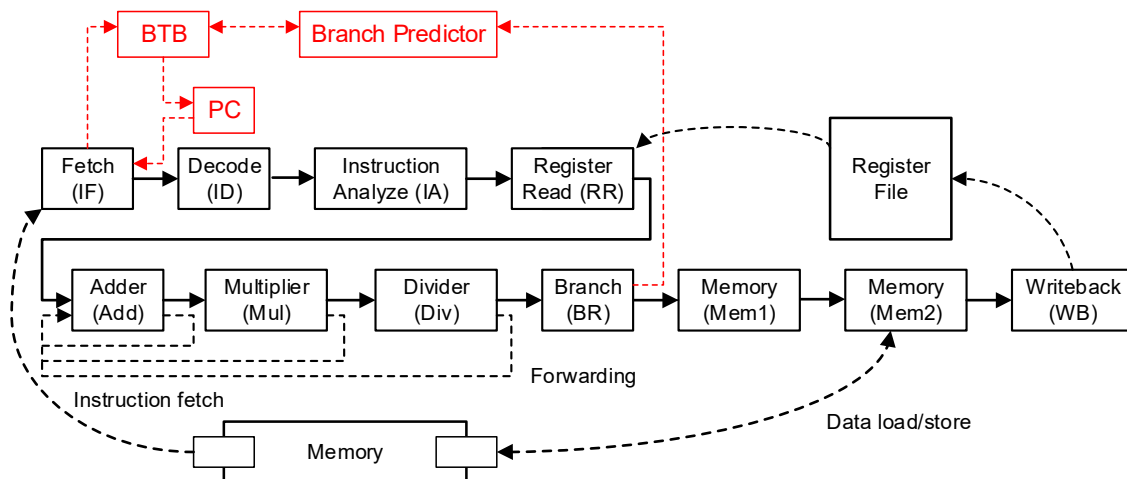 BTB
Branch Predictor
PC
Fetch
(IF)
Decode
(ID)
Instruction
Analyze (IA)
Register
Read (RR)
Register
File
Adder
(Add)
Multiplier
(Mul)
Divider
(Div)
Branch
(BR)
Memory
(Mem1)
Memory
(Mem2)
Writeback
(WB)
Forwarding
Instruction fetch
Data load/store
Memory